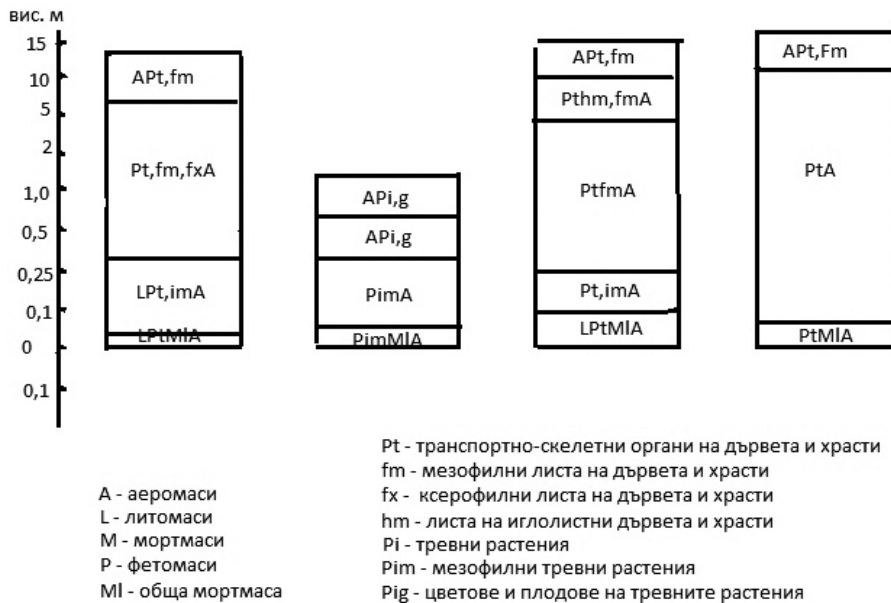 вис. м
15
10
5
2
1,0
0,5
0,25
0,1
0
0,1
APt,fm
Pt,fm,fxA
LPt,imA
LPtMlA
APi,g
APi,g
PimA
PimMlA
APt,fm
Pthm,fmA
PtfmA
Pt,imA
LPtMlA
APt,Fm
PtA
PtMlA
A - аеромаси
L - литомаси
M - мортмаси
P - фетомаси
Ml - обща мортмаса
Pt - транспортно-скелетни органи на дървета и храсти
fm - мезофилни листа на дървета и храсти
fx - ксерофилни листа на дървета и храсти
hm - листа на иглолистни дървета и храсти
Pi - тревни растения
Pim - мезофилни тревни растения
Pig - цветове и плодове на тревните растения